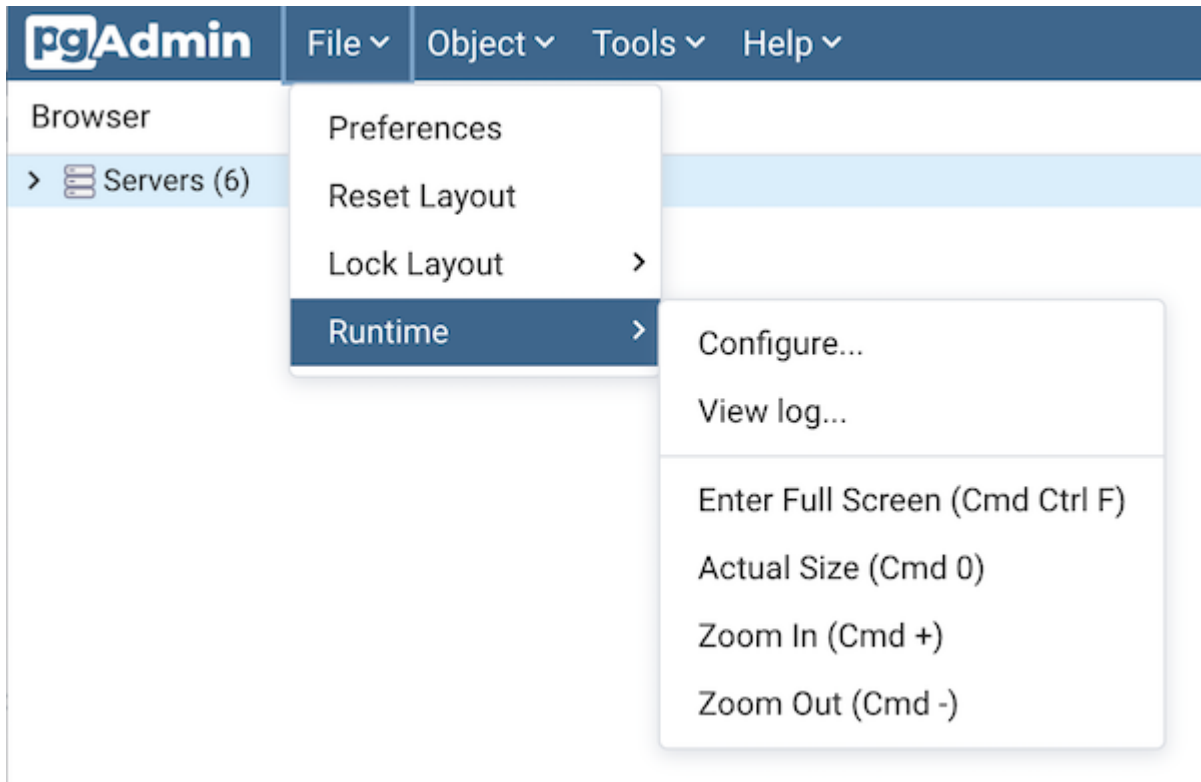 pgAdmin File Object Tools Help
Browser
Servers (6)
Preferences
Reset Layout
Lock Layout
Runtime
Configure...
View log...
Enter Full Screen (Cmd Ctrl F)
Actual Size (Cmd 0)
Zoom In (Cmd +)
Zoom Out (Cmd -)